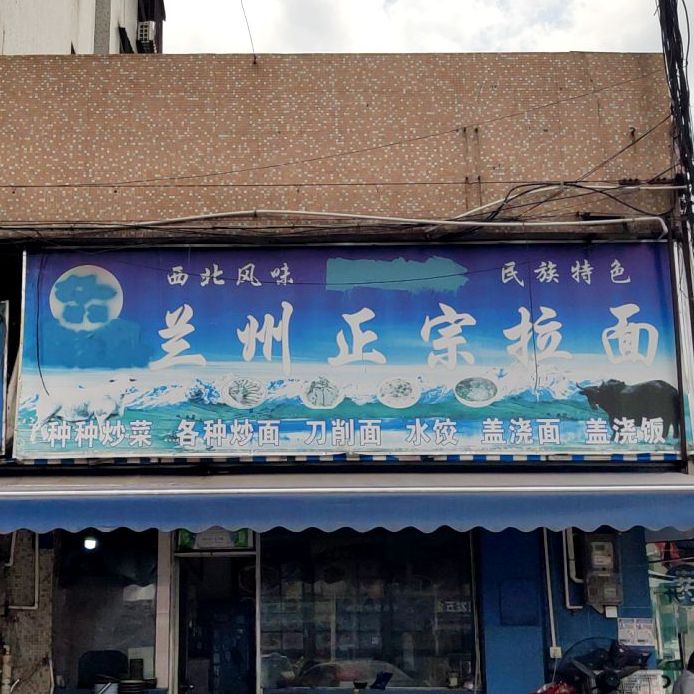 西北风味 民族特色
兰州正宗拉面
种种炒菜 各种炒面 刀削面 水饺 盖浇面 盖浇饭